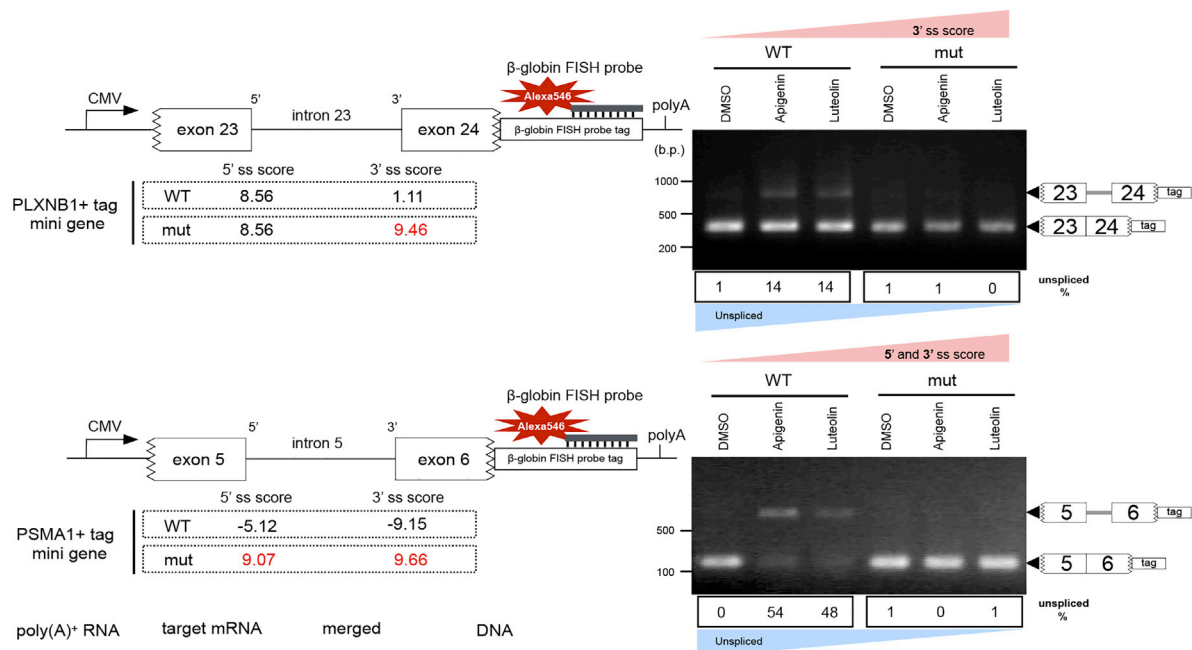 3' ss score
WT
mut
DMSO
Apigenin
Luteolin
DMSO
Apigenin
Luteolin
β-globin FISH probe
Alexa546
CMV
5'
intron 23
3'
polyA
exon 23
exon 24
β-globin FISH probe tag
(b.p.)
1000
500
200
23
24
tag
23
24
tag
5' ss score
3' ss score
PLXNB1+ tag
mini gene
WT
8.56
1.11
mut
8.56
9.46
1
14
14
1
1
0
unspliced
%
Unspliced
5' and 3' ss score
WT
mut
DMSO
Apigenin
Luteolin
DMSO
Apigenin
Luteolin
β-globin FISH probe
Alexa546
CMV
5'
intron 5
3'
polyA
exon 5
exon 6
β-globin FISH probe tag
500
100
5
6
tag
5
6
tag
5' ss score
3' ss score
PSMA1+ tag
mini gene
WT
-5.12
-9.15
mut
9.07
9.66
0
54
48
1
0
1
unspliced
%
Unspliced
poly(A)⁺ RNA
target mRNA
merged
DNA